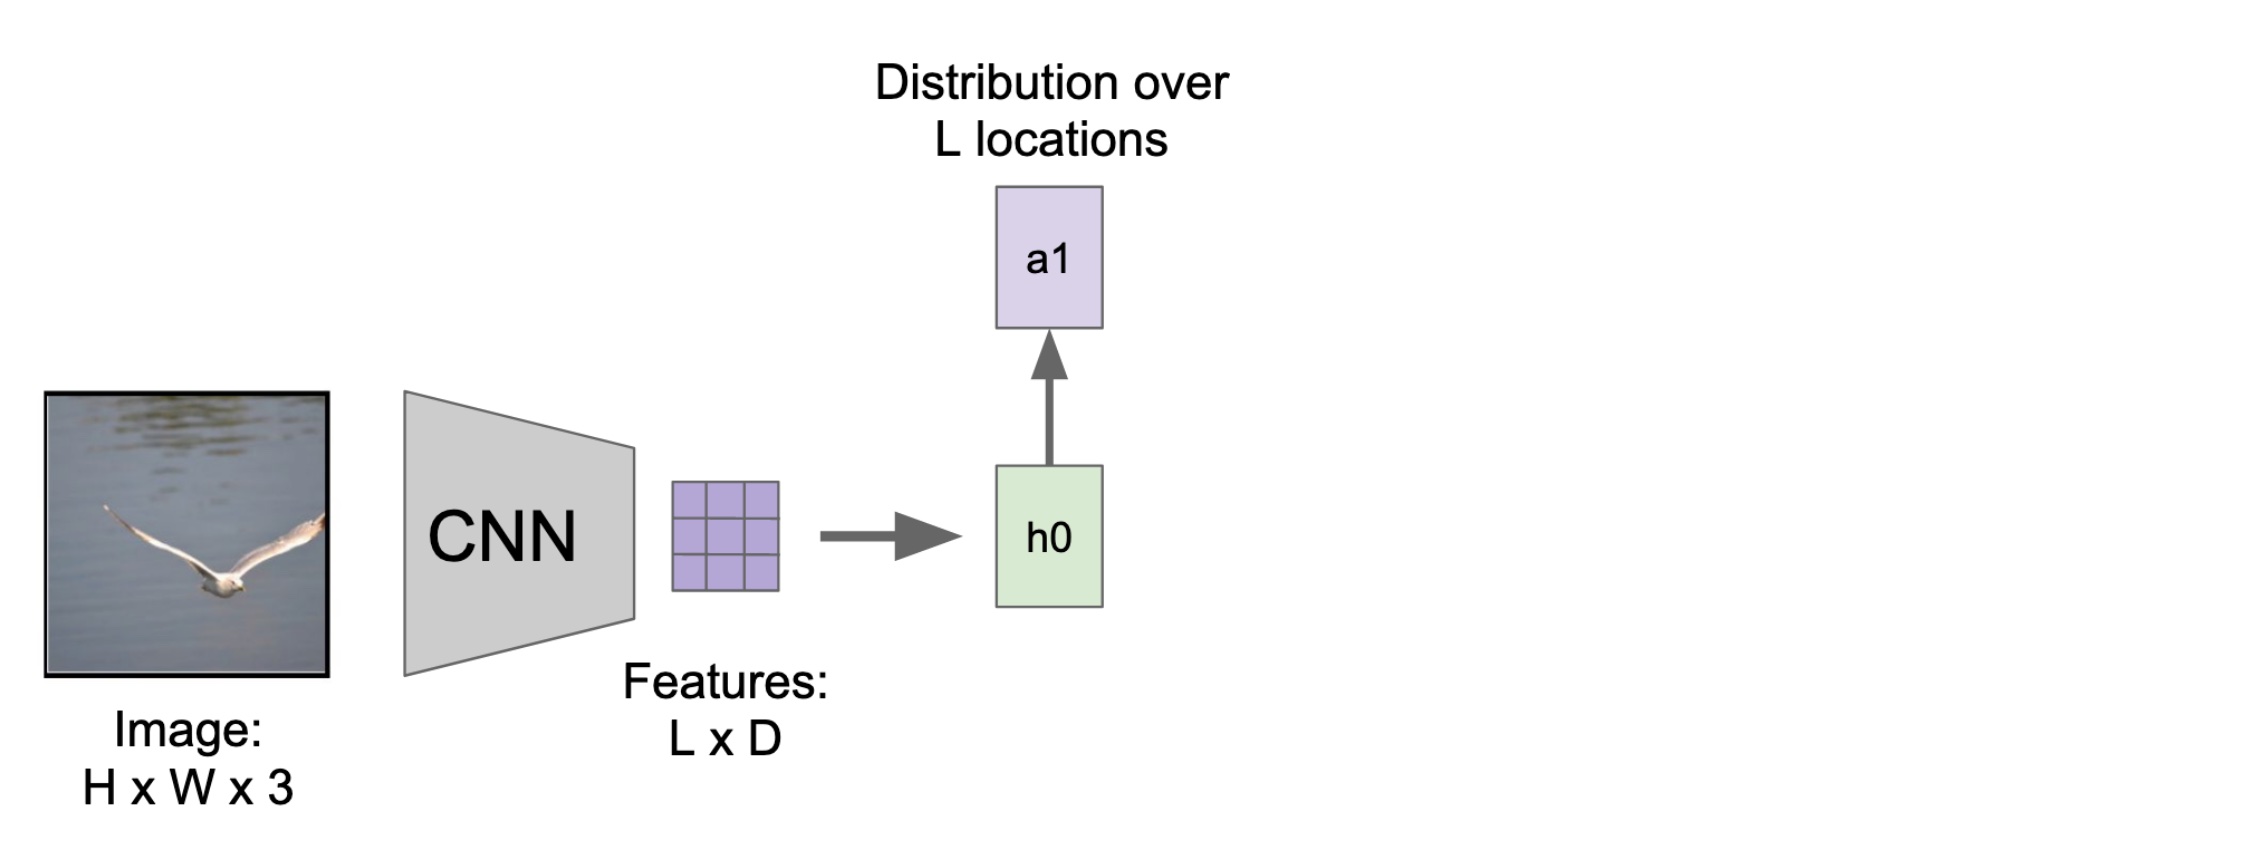 Distribution over
L locations
a1
CNN
h0
Features:
L x D
Image:
H x W x 3